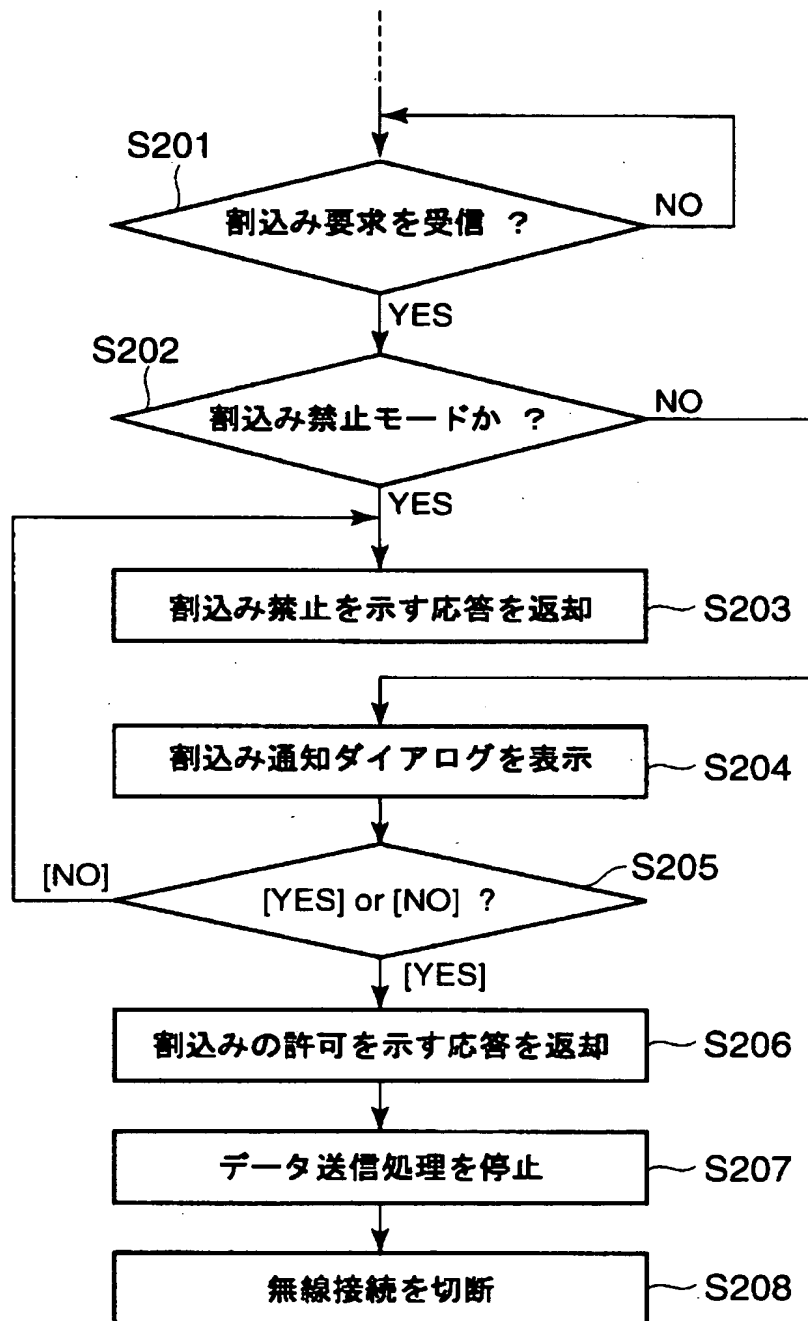 S201
割込み要求を受信 ?
NO
YES
S202
割込み禁止モードか ?
NO
YES
割込み禁止を示す応答を返却
S203
割込み通知ダイアログを表示
S204
S205
[NO]
[YES] or [NO] ?
[YES]
割込みの許可を示す応答を返却
S206
データ送信処理を停止
S207
無線接続を切断
S208